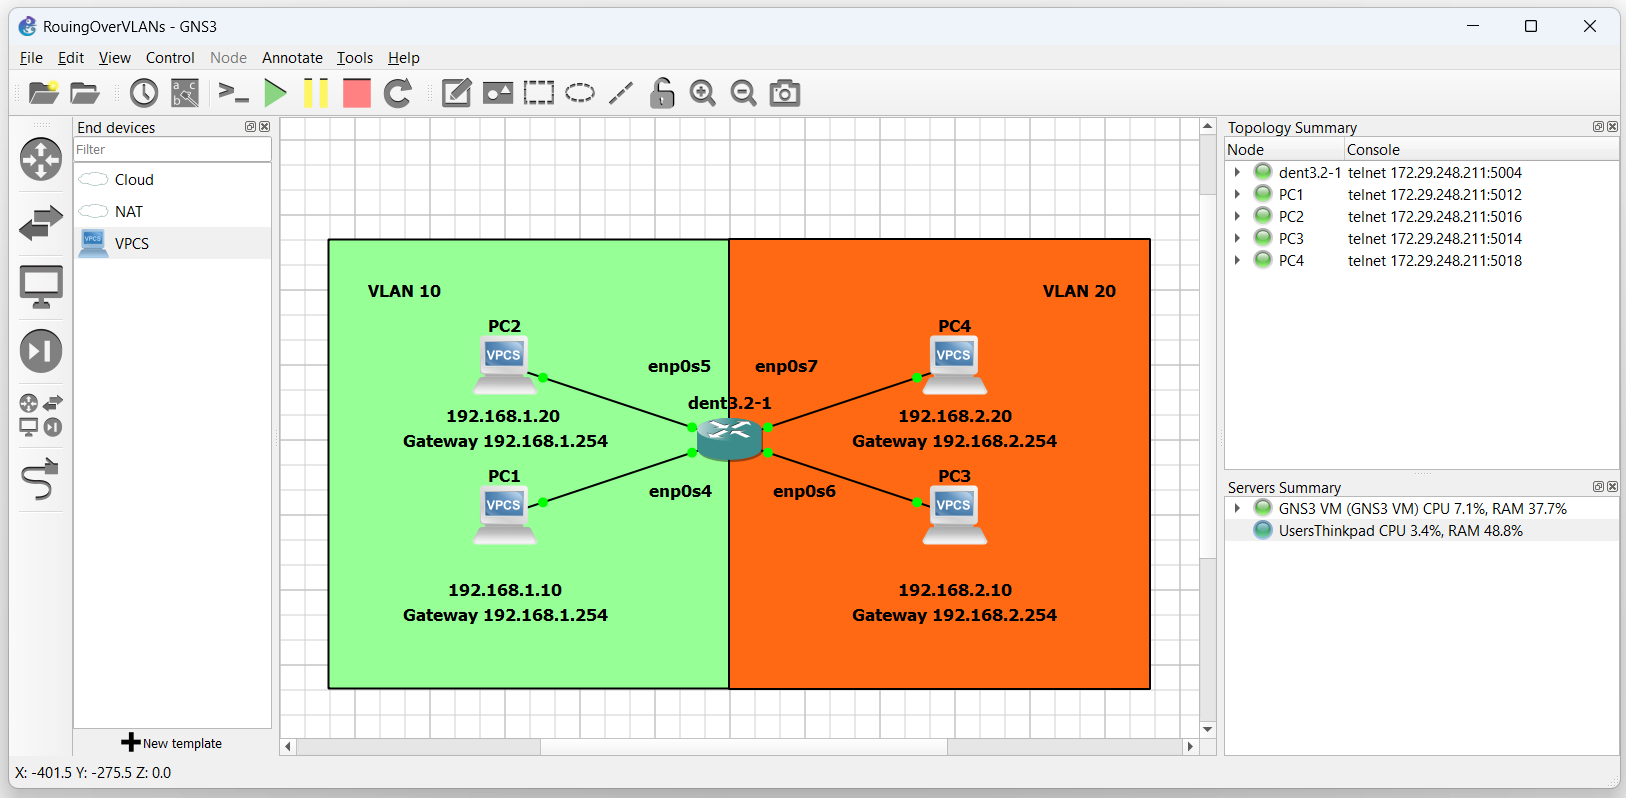 RouingOverVLANs - GNS3
File Edit View Control Node Annotate Tools Help
End devices
Filter
Cloud
NAT
VPCS
VPCS
New template
VLAN 10
VLAN 20
PC2
VPCS
PC4
VPCS
enp0s5
enp0s7
dent3.2-1
192.168.1.20
Gateway 192.168.1.254
192.168.2.20
Gateway 192.168.2.254
PC1
VPCS
PC3
VPCS
enp0s4
enp0s6
192.168.1.10
Gateway 192.168.1.254
192.168.2.10
Gateway 192.168.2.254
Topology Summary
Node Console
dent3.2-1 telnet 172.29.248.211:5004
PC1 telnet 172.29.248.211:5012
PC2 telnet 172.29.248.211:5016
PC3 telnet 172.29.248.211:5014
PC4 telnet 172.29.248.211:5018
Servers Summary
GNS3 VM (GNS3 VM) CPU 7.1%, RAM 37.7%
UsersThinkpad CPU 3.4%, RAM 48.8%
X: -401.5 Y: -275.5 Z: 0.0